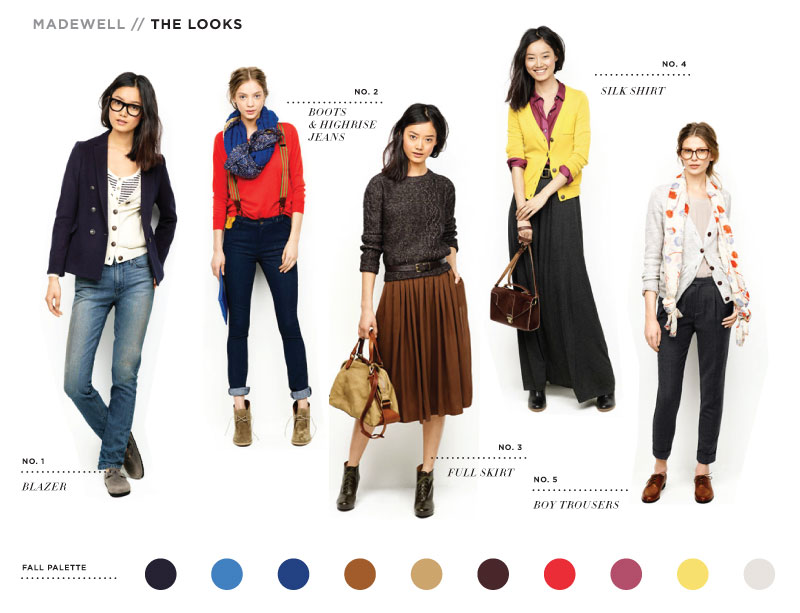 MADEWELL // THE LOOKS
NO. 1
BLAZER
NO. 2
BOOTS
& HIGHRISE
JEANS
NO. 3
FULL SKIRT
NO. 4
SILK SHIRT
NO. 5
BOY TROUSERS
FALL PALETTE